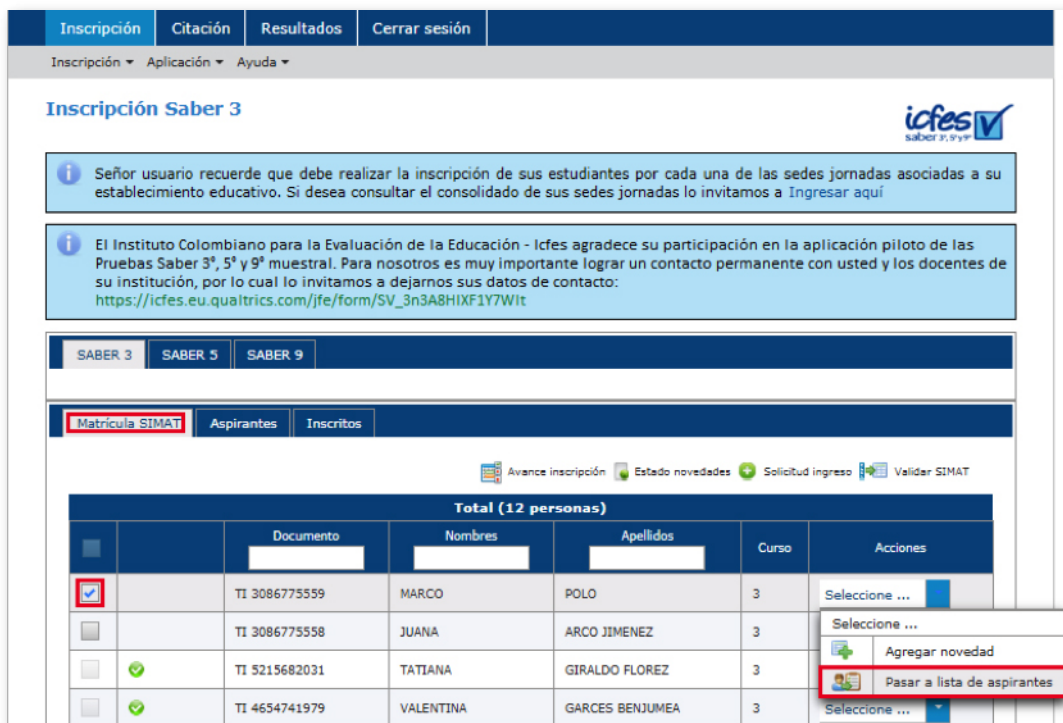 Inscripción Citación Resultados Cerrar sesión
Inscripción Aplicación Ayuda
Inscripción Saber 3
icfes
saber 3°, 5° y 9°
Señor usuario recuerde que debe realizar la inscripción de sus estudiantes por cada una de las sedes jornadas asociadas a su
establecimiento educativo. Si desea consultar el consolidado de sus sedes jornadas lo invitamos a Ingresar aquí
El Instituto Colombiano para la Evaluación de la Educación - Icfes agradece su participación en la aplicación piloto de las
Pruebas Saber 3°, 5° y 9° muestral. Para nosotros es muy importante lograr un contacto permanente con usted y los docentes de
su institución, por lo cual lo invitamos a dejarnos sus datos de contacto:
https://icfes.eu.qualtrics.com/jfe/form/SV_3n3A8HIXF1Y7WIt
SABER 3 SABER 5 SABER 9
Matrícula SIMAT Aspirantes Inscritos
Avance inscripción Estado novedades Solicitud ingreso Validar SIMAT
Total (12 personas)
Documento Nombres Apellidos Curso Acciones
TI 3086775559 MARCO POLO 3 Seleccione ...
TI 3086775558 JUANA ARCO JIMENEZ 3 Seleccione ...
Agregar novedad
TI 5215682031 TATIANA GIRALDO FLOREZ 3 Pasar a lista de aspirantes
TI 4654741979 VALENTINA GARCES BENJUMEA 3 Seleccione ...